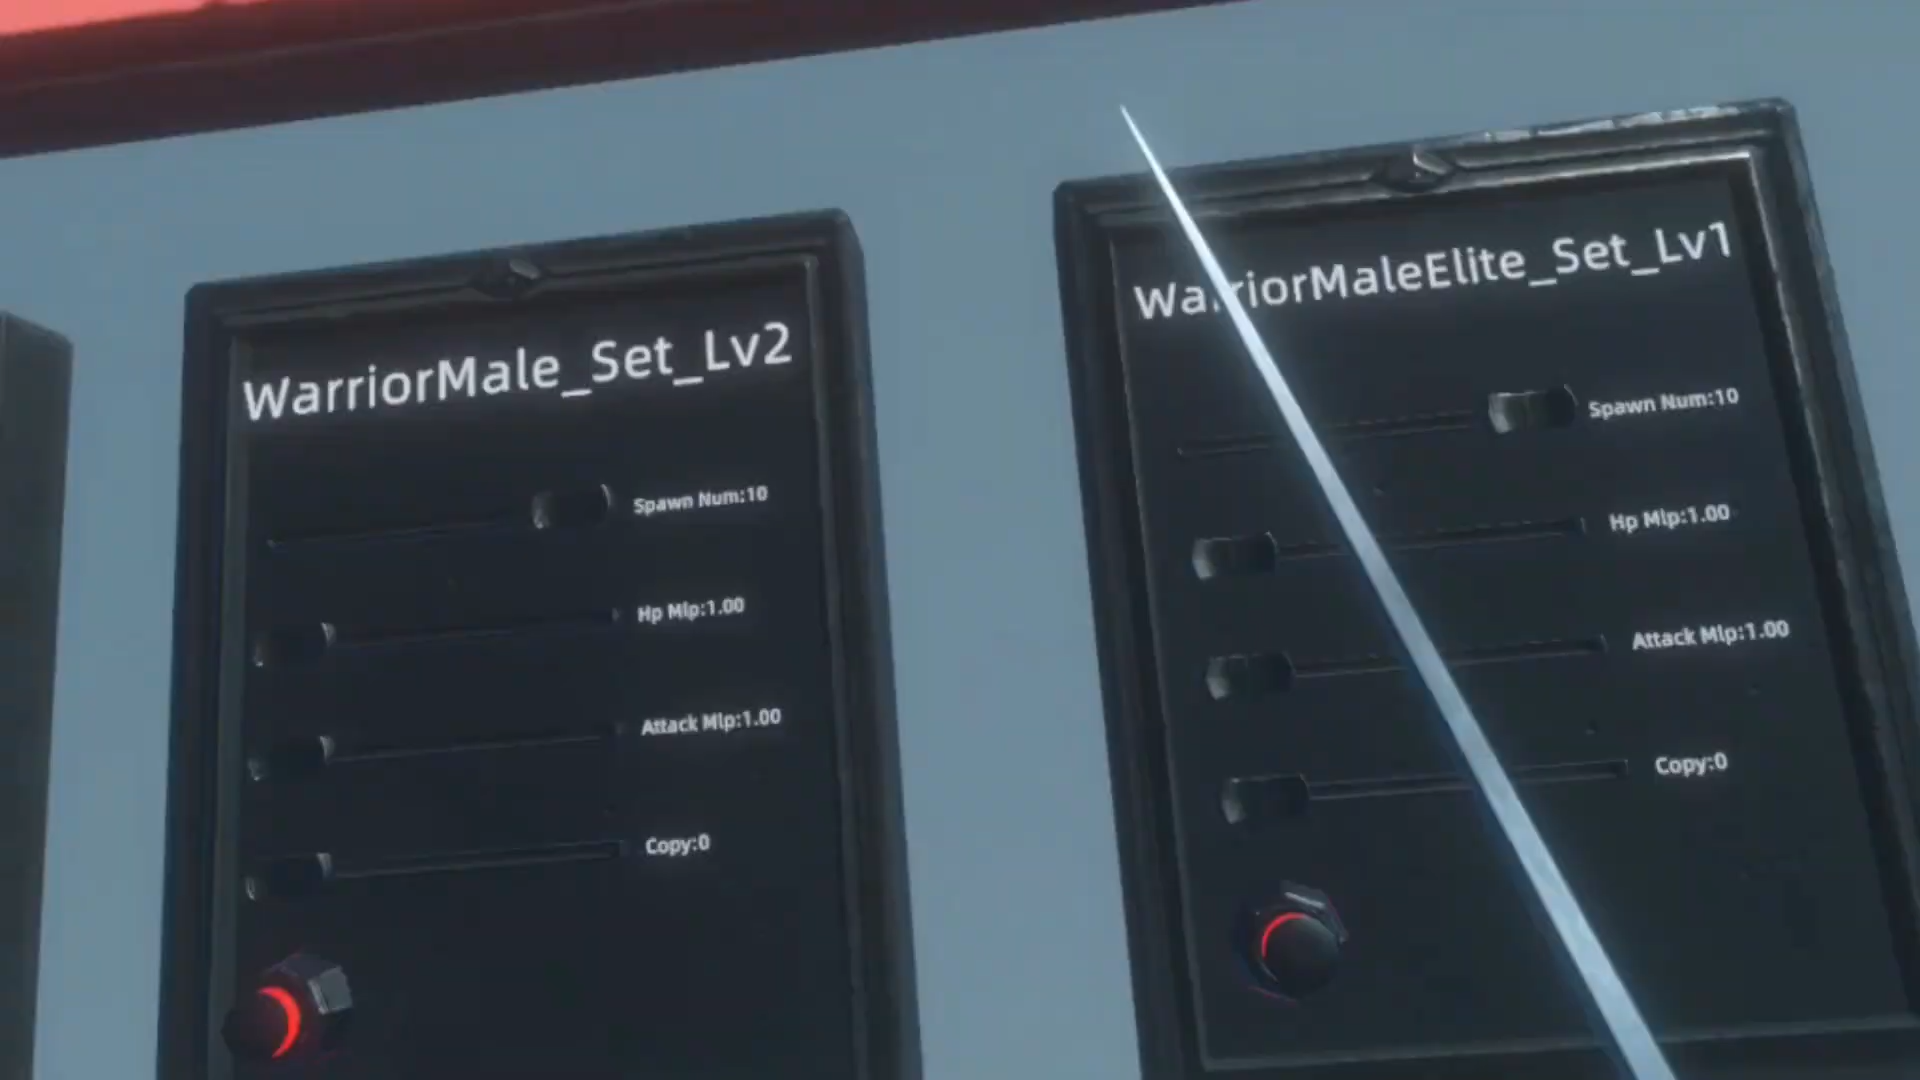 WarriorMale_Set_Lv2
Spawn Num:10
Hp Mlp:1.00
Attack Mlp:1.00
Copy:0
WarriorMaleElite_Set_Lv1
Spawn Num:10
Hp Mlp:1.00
Attack Mlp:1.00
Copy:0